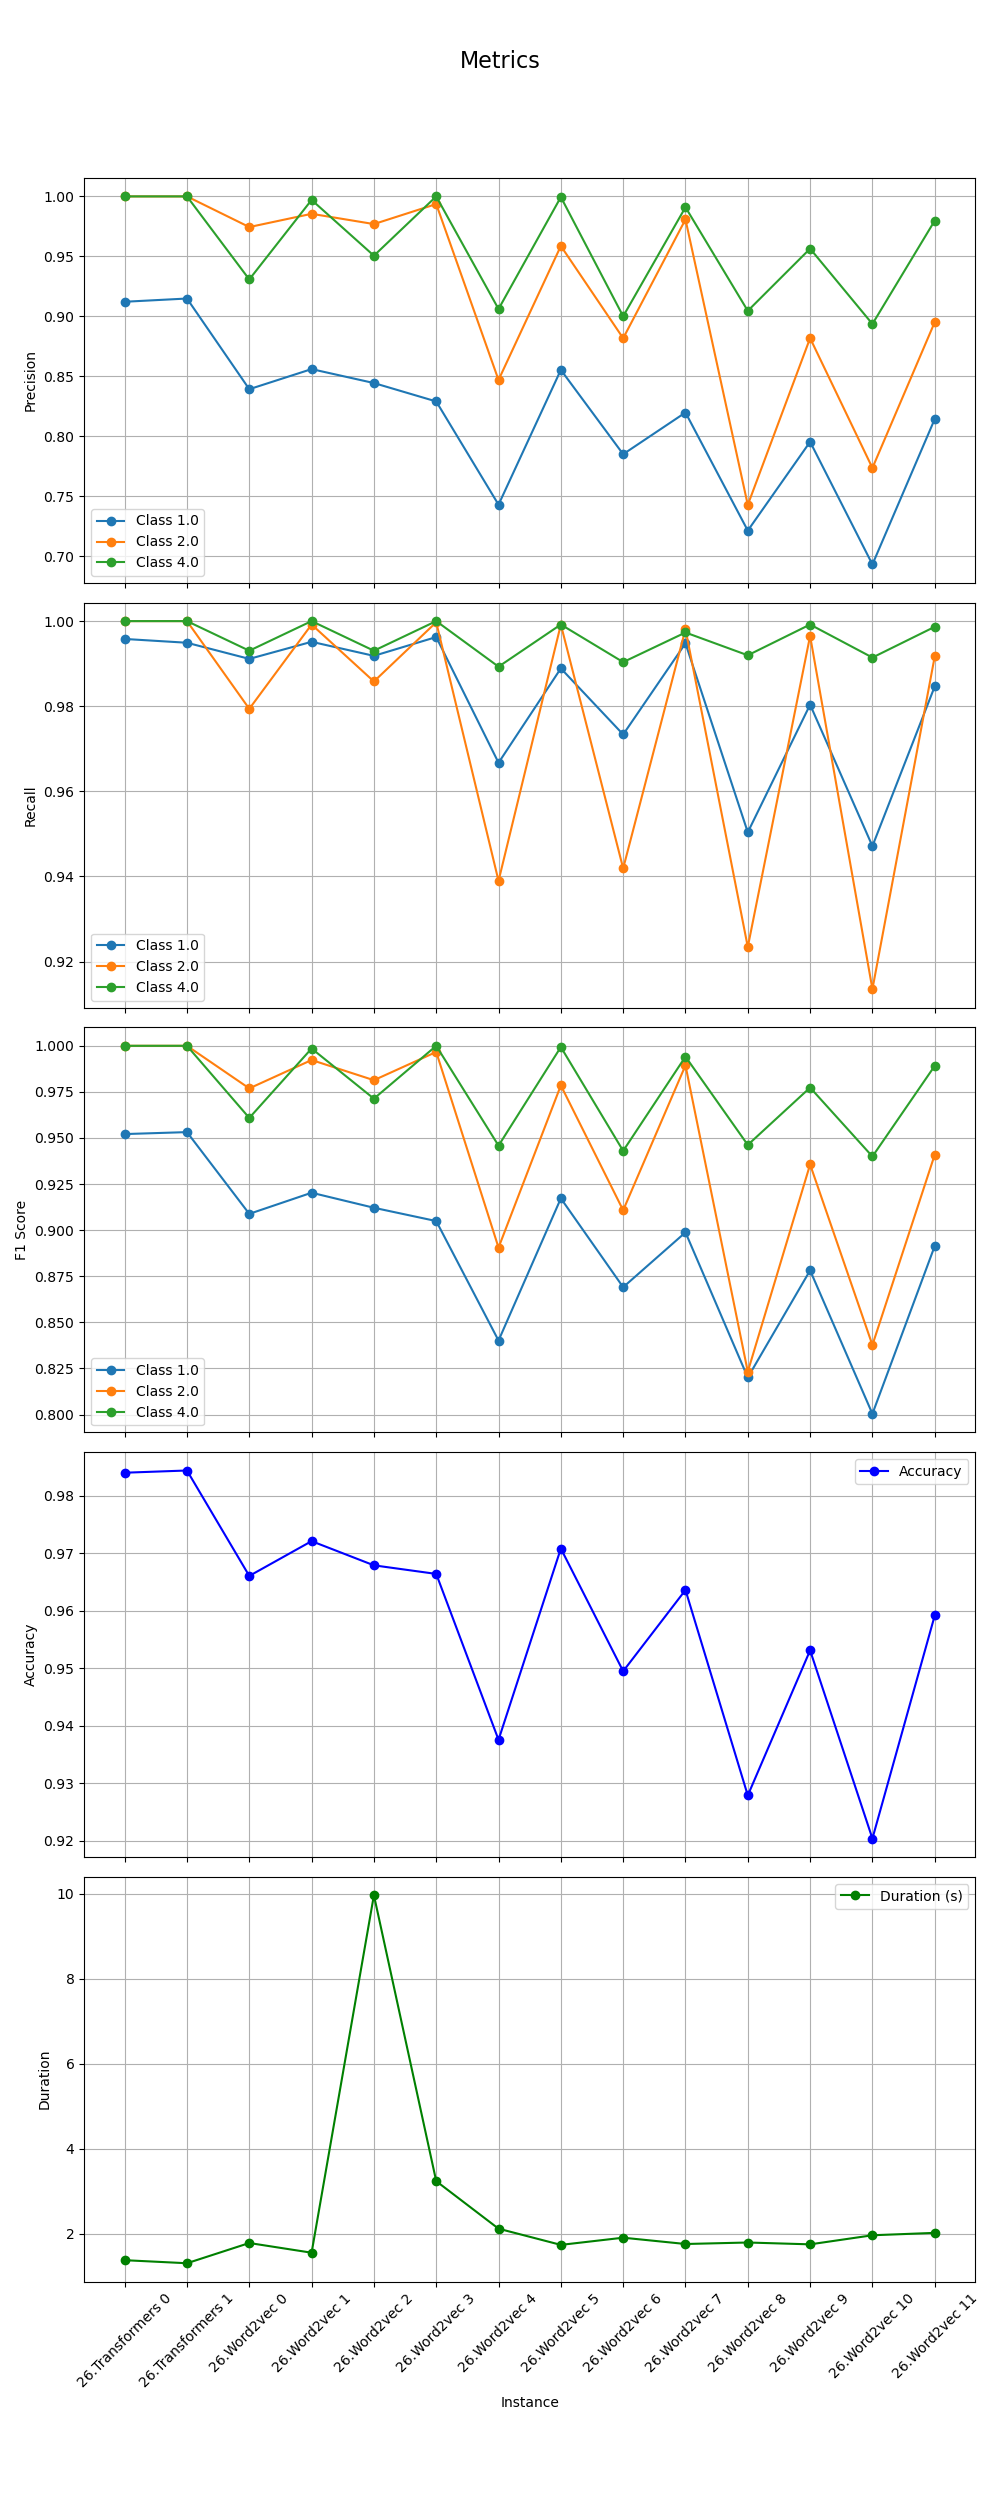 Metrics
1.00
0.95
0.90
0.85
0.80
0.75
0.70
Precision
Class 1.0
Class 2.0
Class 4.0
1.00
0.98
0.96
0.94
0.92
Recall
Class 1.0
Class 2.0
Class 4.0
1.000
0.975
0.950
0.925
0.900
0.875
0.850
0.825
0.800
F1 Score
Class 1.0
Class 2.0
Class 4.0
0.98
0.97
0.96
0.95
0.94
0.93
0.92
Accuracy
Accuracy
10
8
6
4
2
Duration
Duration (s)
26.Transformers 0
26.Transformers 1
26.Word2vec 0
26.Word2vec 1
26.Word2vec 2
26.Word2vec 3
26.Word2vec 4
26.Word2vec 5
26.Word2vec 6
26.Word2vec 7
26.Word2vec 8
26.Word2vec 9
26.Word2vec 10
26.Word2vec 11
Instance